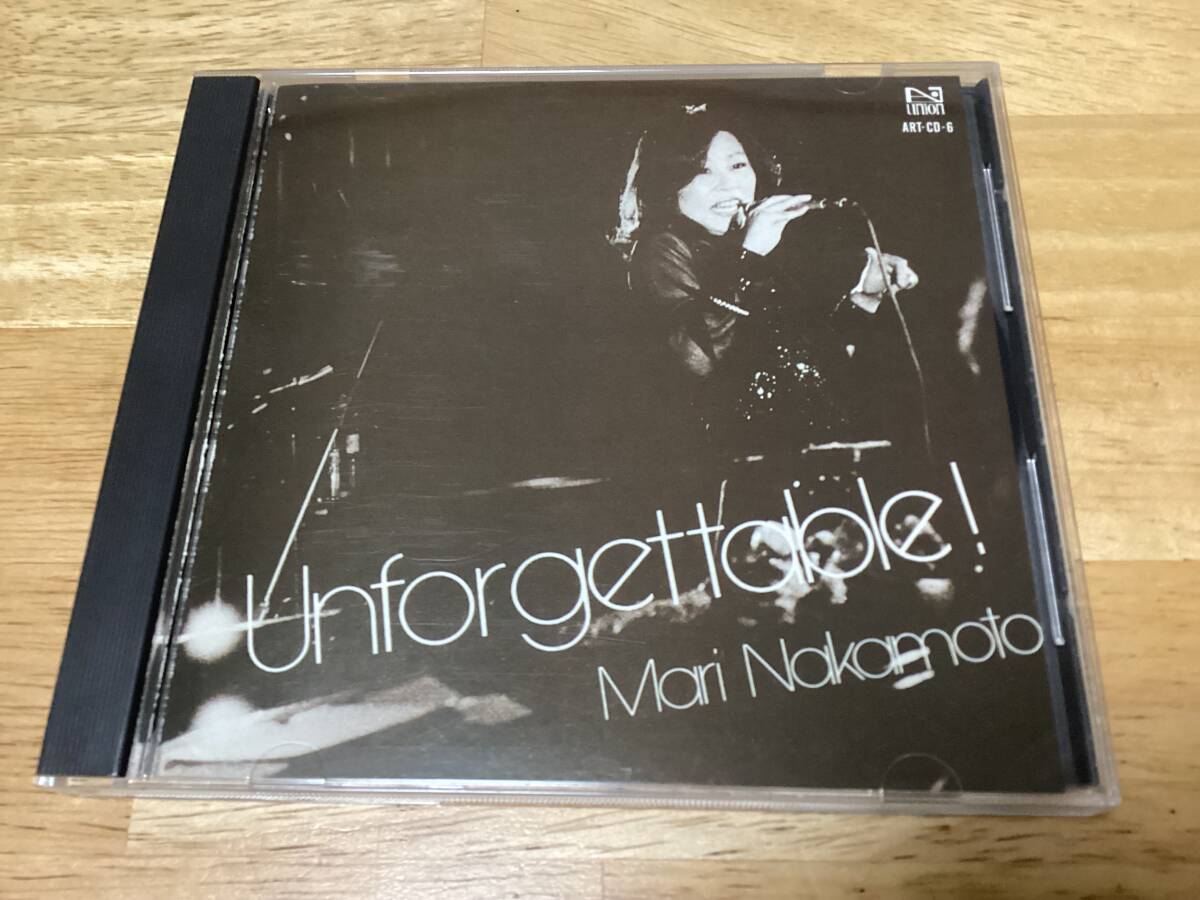 UNION
ART-CD-6
Unforgettable!
Mari Nakamoto